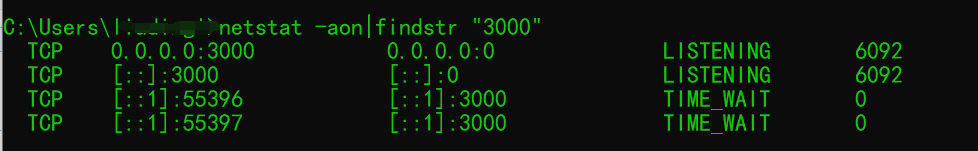 C:\Users\ >netstat -aon|findstr "3000"
TCP 0.0.0.0:3000 0.0.0.0:0 LISTENING 6092
TCP [::]:3000 [::]:0 LISTENING 6092
TCP [::1]:55396 [::1]:3000 TIME_WAIT 0
TCP [::1]:55397 [::1]:3000 TIME_WAIT 0